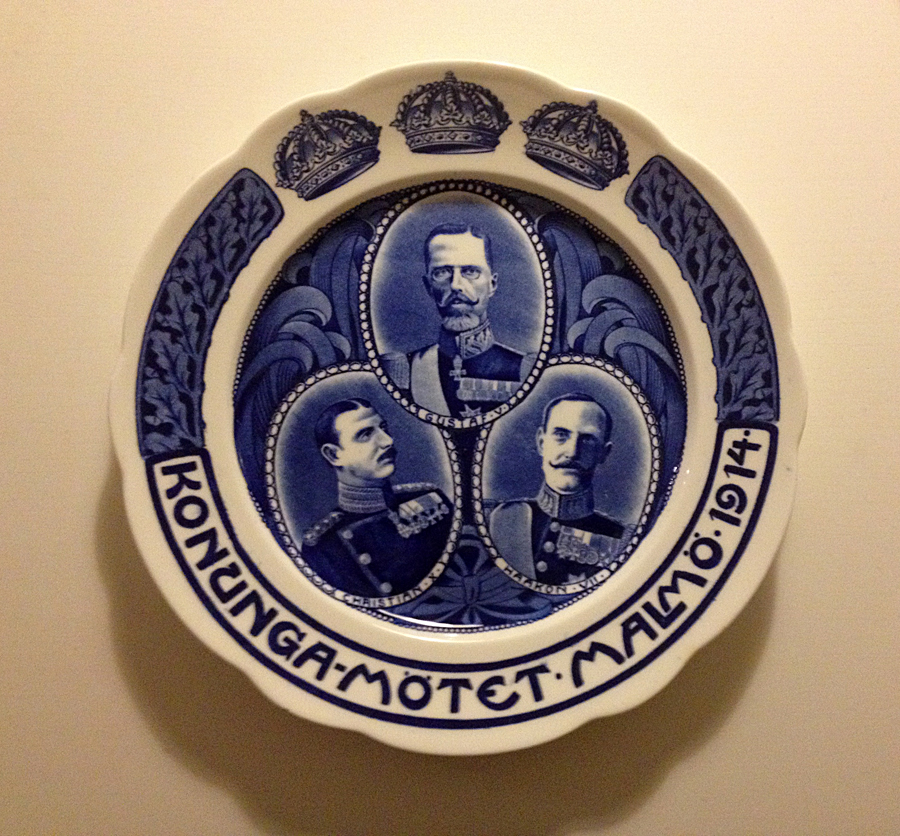 GUSTAF · V ·
CHRISTIAN · X ·
HAAKON · VII ·
KONUNGA-MÖTET · MALMÖ · 1914 ·